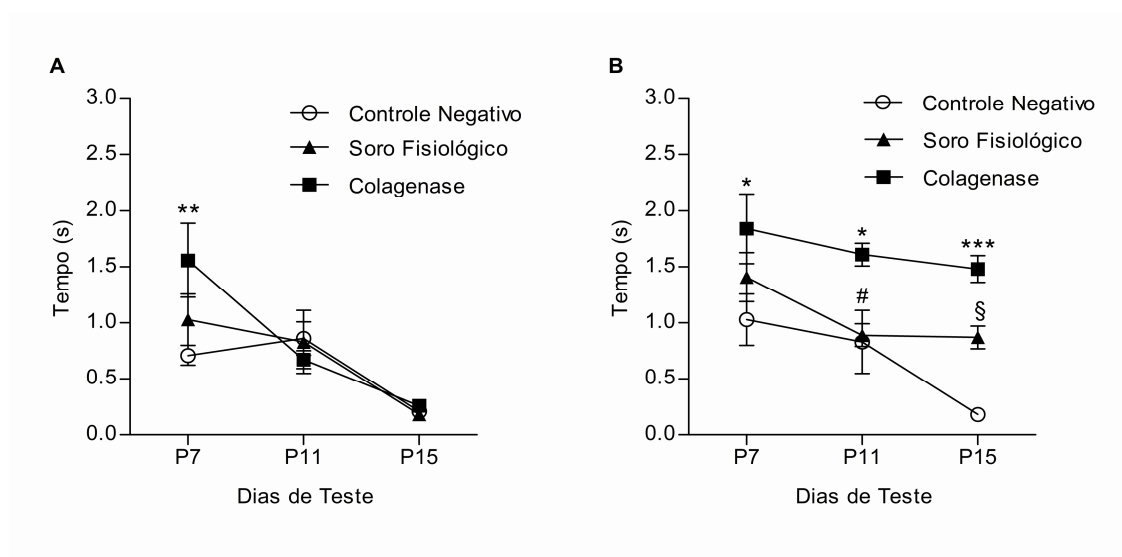 A
3.0
2.5
2.0
1.5
1.0
0.5
0.0
Tempo (s)
Controle Negativo
Soro Fisiológico
Colagenase
**
P7
P11
P15
Dias de Teste
B
3.0
2.5
2.0
1.5
1.0
0.5
0.0
Tempo (s)
Controle Negativo
Soro Fisiológico
Colagenase
*
*
***
#
§
P7
P11
P15
Dias de Teste